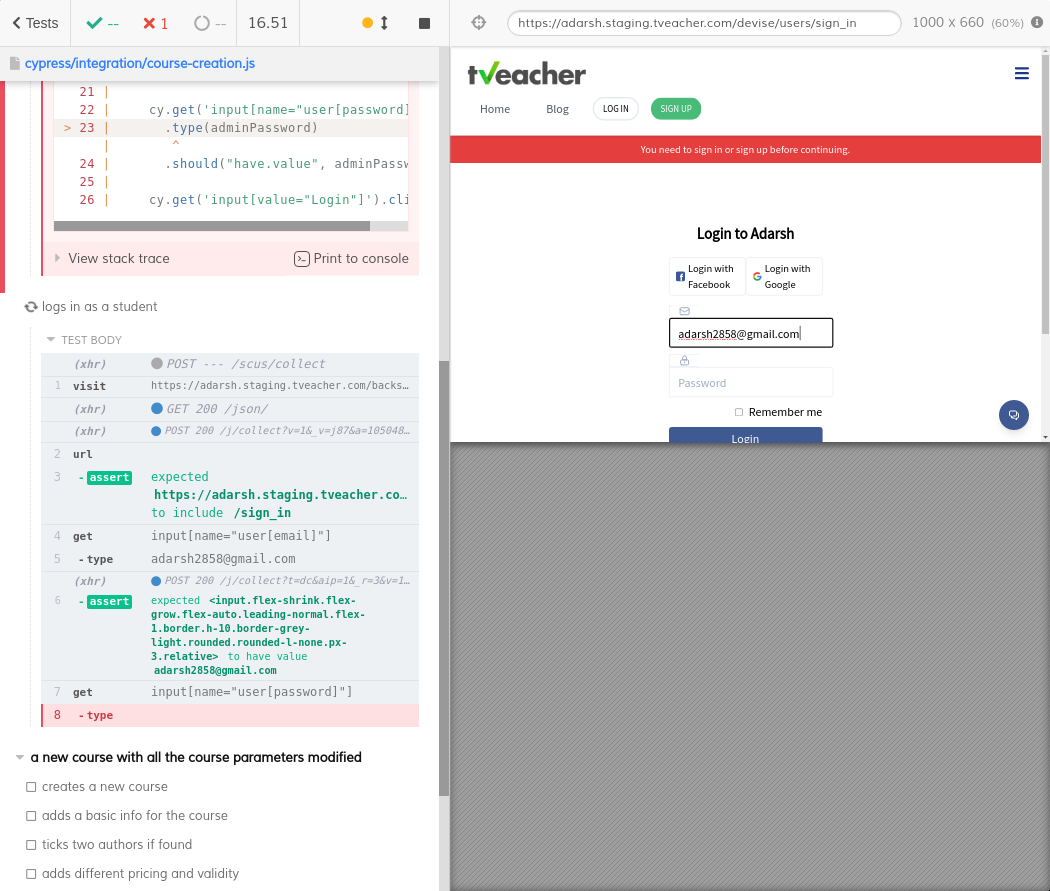 Tests
--
1
--
16.51
https://adarsh.staging.tveacher.com/devise/users/sign_in
1000 x 660 (60%)
cypress/integration/course-creation.js
21 |
22 | cy.get('input[name="user[password]
> 23 | .type(adminPassword)
| ^
24 | .should("have.value", adminPassw
25 |
26 | cy.get('input[value="Login"]').cli
View stack trace
Print to console
logs in as a student
TEST BODY
(xhr) POST --- /scus/collect
1 visit https://adarsh.staging.tveacher.com/backs…
(xhr) GET 200 /json/
(xhr) POST 200 /j/collect?v=1&_v=j87&a=105048…
2 url
3 - assert expected
https://adarsh.staging.tveacher.co…
to include /sign_in
4 get input[name="user[email]"]
5 - type adarsh2858@gmail.com
(xhr) POST 200 /j/collect?t=dc&aip=1&_r=3&v=1…
6 - assert expected <input.flex-shrink.flex-
grow.flex-auto.leading-normal.flex-
1.border.h-10.border-grey-
light.rounded.rounded-l-none.px-
3.relative> to have value
adarsh2858@gmail.com
7 get input[name="user[password]"]
8 - type
a new course with all the course parameters modified
creates a new course
adds a basic info for the course
ticks two authors if found
adds different pricing and validity
tveacher
Home
Blog
LOG IN
SIGN UP
You need to sign in or sign up before continuing.
Login to Adarsh
Login with
Facebook
Login with
Google
adarsh2858@gmail.com
Password
Remember me
Login